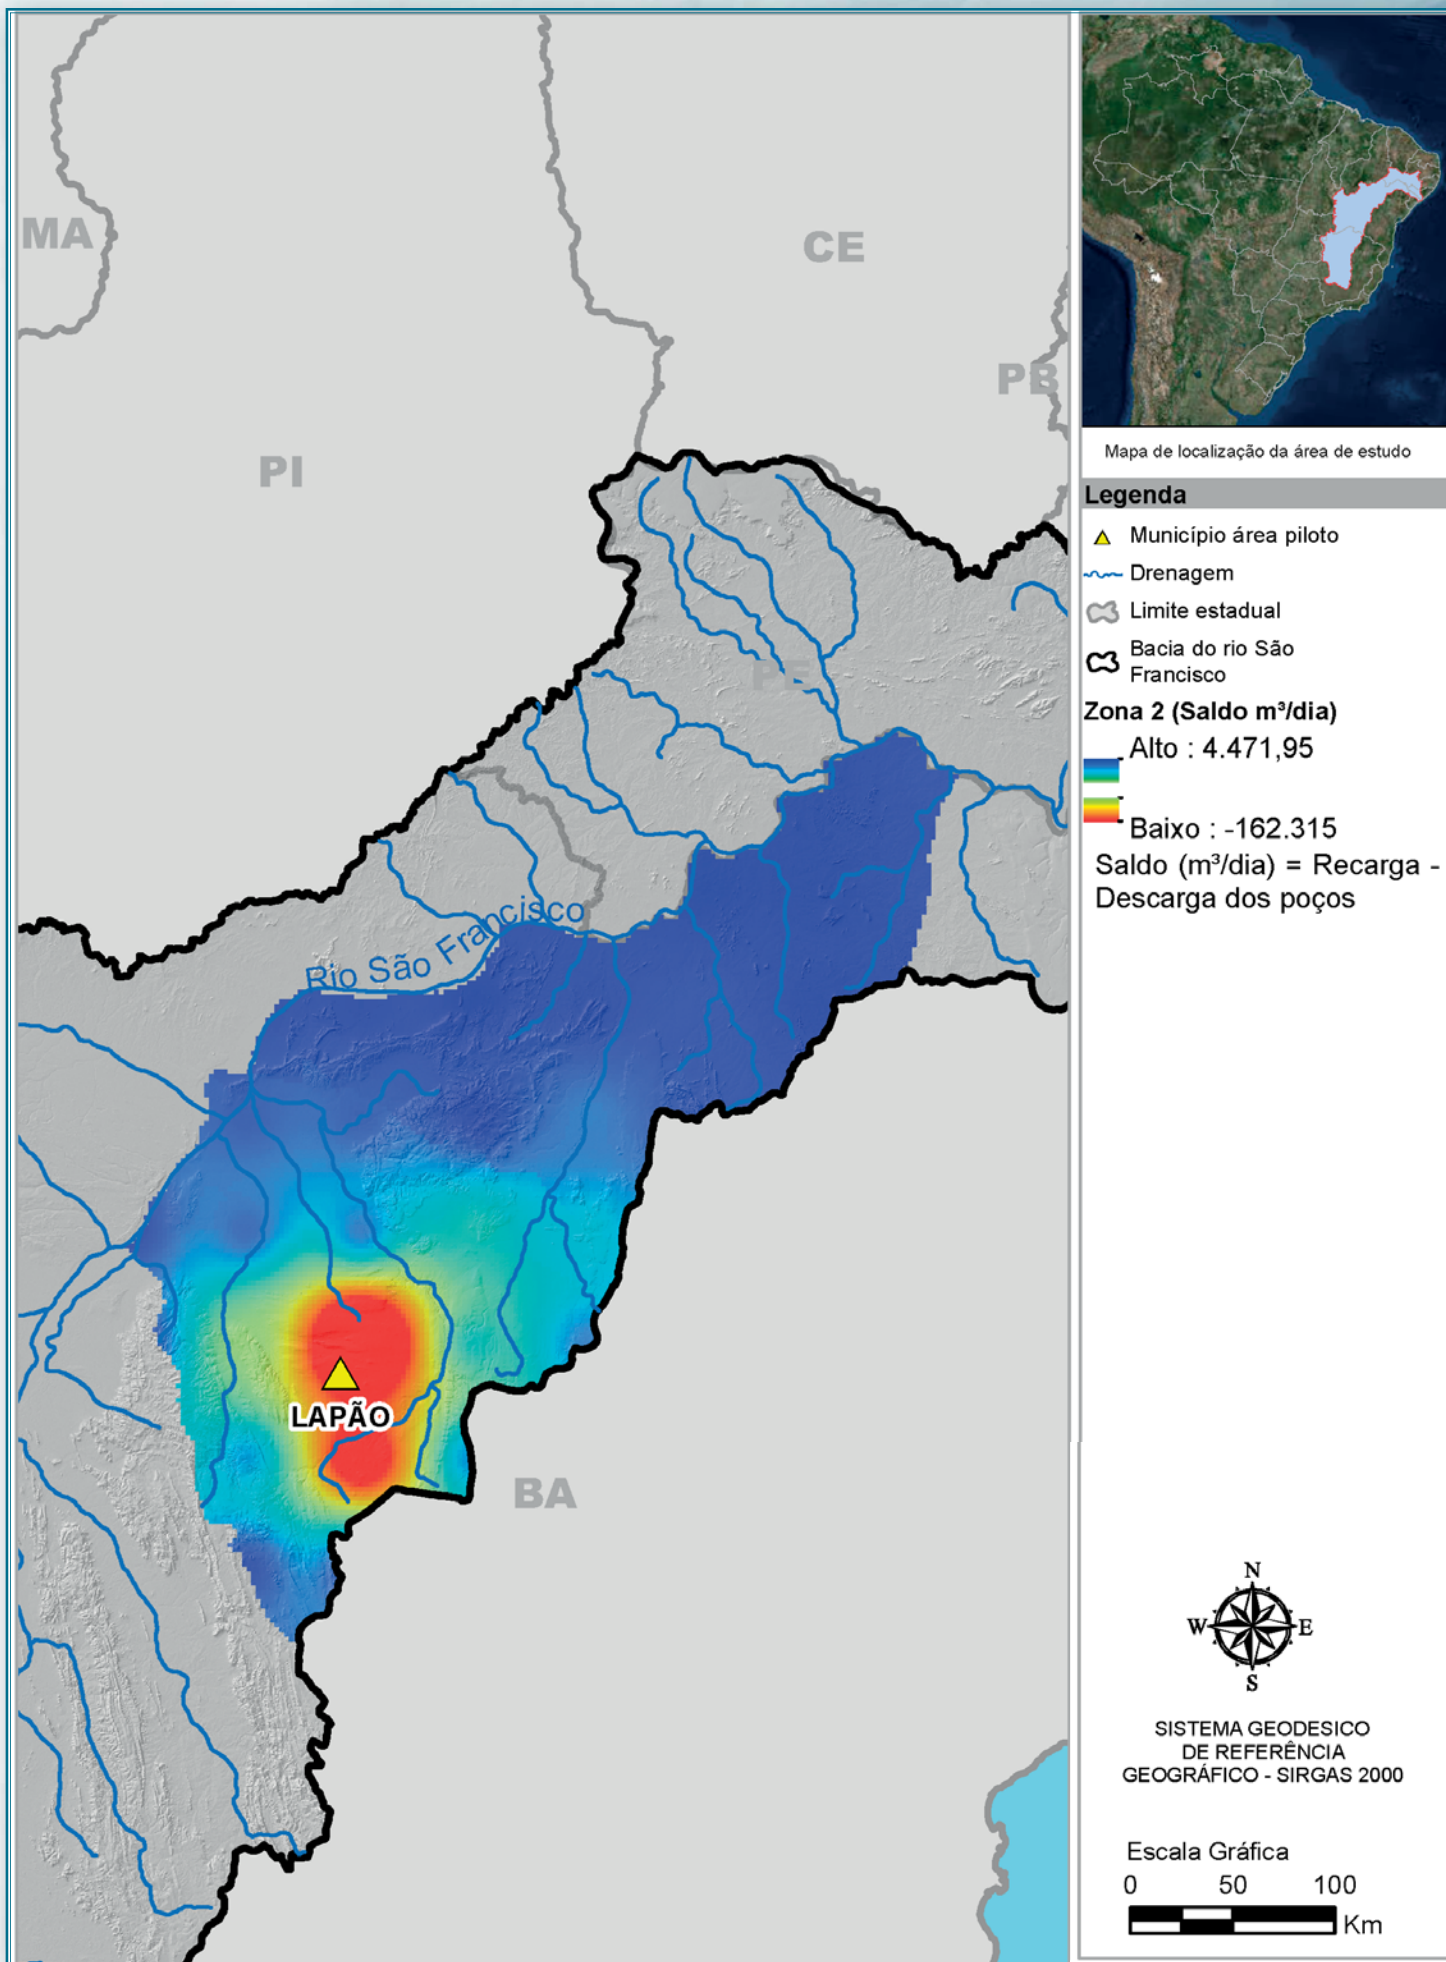 MA
CE
PB
PI
PE
Rio São Francisco
LAPÃO
BA
Mapa de localização da área de estudo
Legenda
Município área piloto
Drenagem
Limite estadual
Bacia do rio São
Francisco
Zona 2 (Saldo m³/dia)
Alto : 4.471,95
Baixo : -162.315
Saldo (m³/dia) = Recarga -
Descarga dos poços
N
W
E
S
SISTEMA GEODESICO
DE REFERÊNCIA
GEOGRÁFICO - SIRGAS 2000
Escala Gráfica
0 50 100
Km